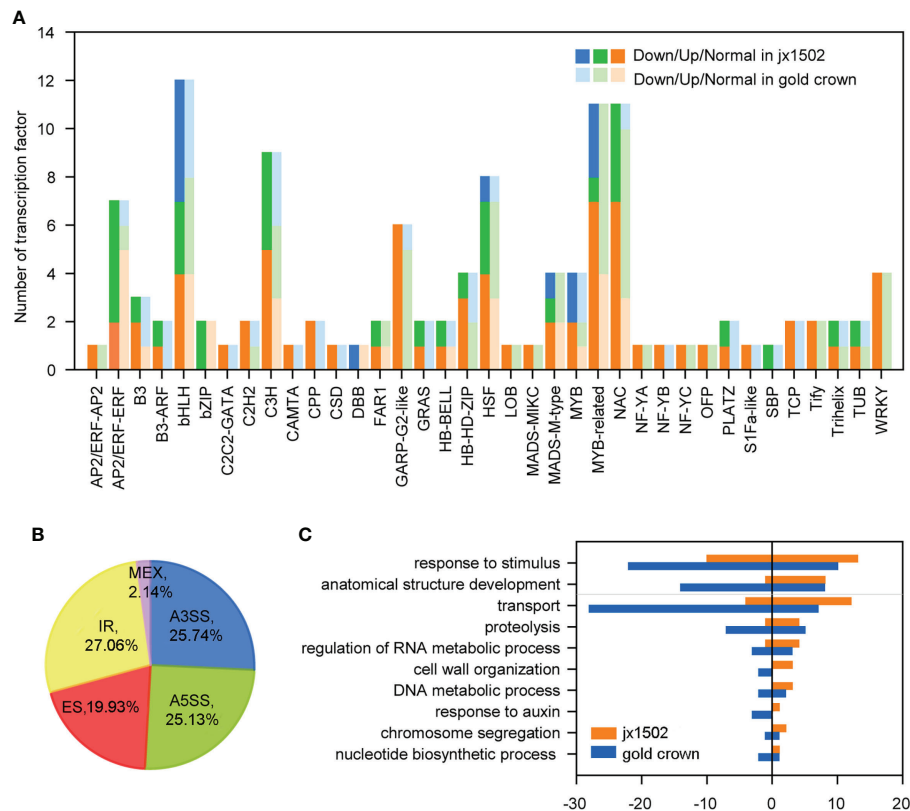 A
14
12
10
8
6
4
2
0
Number of transcription factor
Down/Up/Normal in jx1502
Down/Up/Normal in gold crown
AP2/ERF-AP2
AP2/ERF-ERF
B3
B3-ARF
bHLH
bZIP
C2C2-GATA
C2H2
C3H
CAMTA
CPP
CSD
DBB
FAR1
GARP-G2-like
GRAS
HB-BELL
HB-HD-ZIP
HSF
LOB
MADS-MIKC
MADS-M-type
MYB
MYB-related
NAC
NF-YA
NF-YB
NF-YC
OFP
PLATZ
S1Fa-like
SBP
TCP
Tify
Trihelix
TUB
WRKY
B
MEX,
2.14%
A3SS,
25.74%
IR,
27.06%
ES,19.93%
A5SS,
25.13%
C
response to stimulus
anatomical structure development
transport
proteolysis
regulation of RNA metabolic process
cell wall organization
DNA metabolic process
response to auxin
chromosome segregation
nucleotide biosynthetic process
jx1502
gold crown
-30 -20 -10 0 10 20